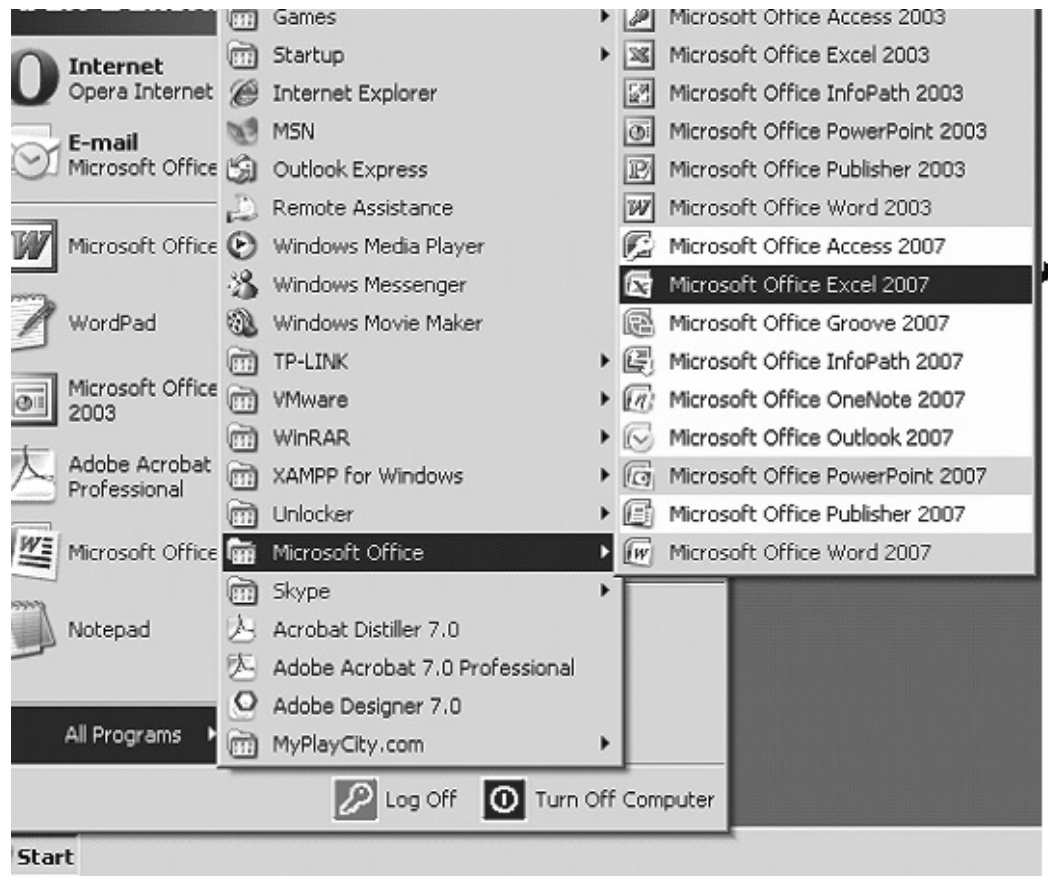 Internet
Opera Internet
E-mail
Microsoft Office
Microsoft Office
WordPad
Microsoft Office
2003
Adobe Acrobat
Professional
Microsoft Office
Notepad
All Programs
Games
Startup
Internet Explorer
MSN
Outlook Express
Remote Assistance
Windows Media Player
Windows Messenger
Windows Movie Maker
TP-LINK
VMware
WinRAR
XAMPP for Windows
Unlocker
Microsoft Office
Skype
Acrobat Distiller 7.0
Adobe Acrobat 7.0 Professional
Adobe Designer 7.0
MyPlayCity.com
Microsoft Office Access 2003
Microsoft Office Excel 2003
Microsoft Office InfoPath 2003
Microsoft Office PowerPoint 2003
Microsoft Office Publisher 2003
Microsoft Office Word 2003
Microsoft Office Access 2007
Microsoft Office Excel 2007
Microsoft Office Groove 2007
Microsoft Office InfoPath 2007
Microsoft Office OneNote 2007
Microsoft Office Outlook 2007
Microsoft Office PowerPoint 2007
Microsoft Office Publisher 2007
Microsoft Office Word 2007
Log Off
Turn Off Computer
Start